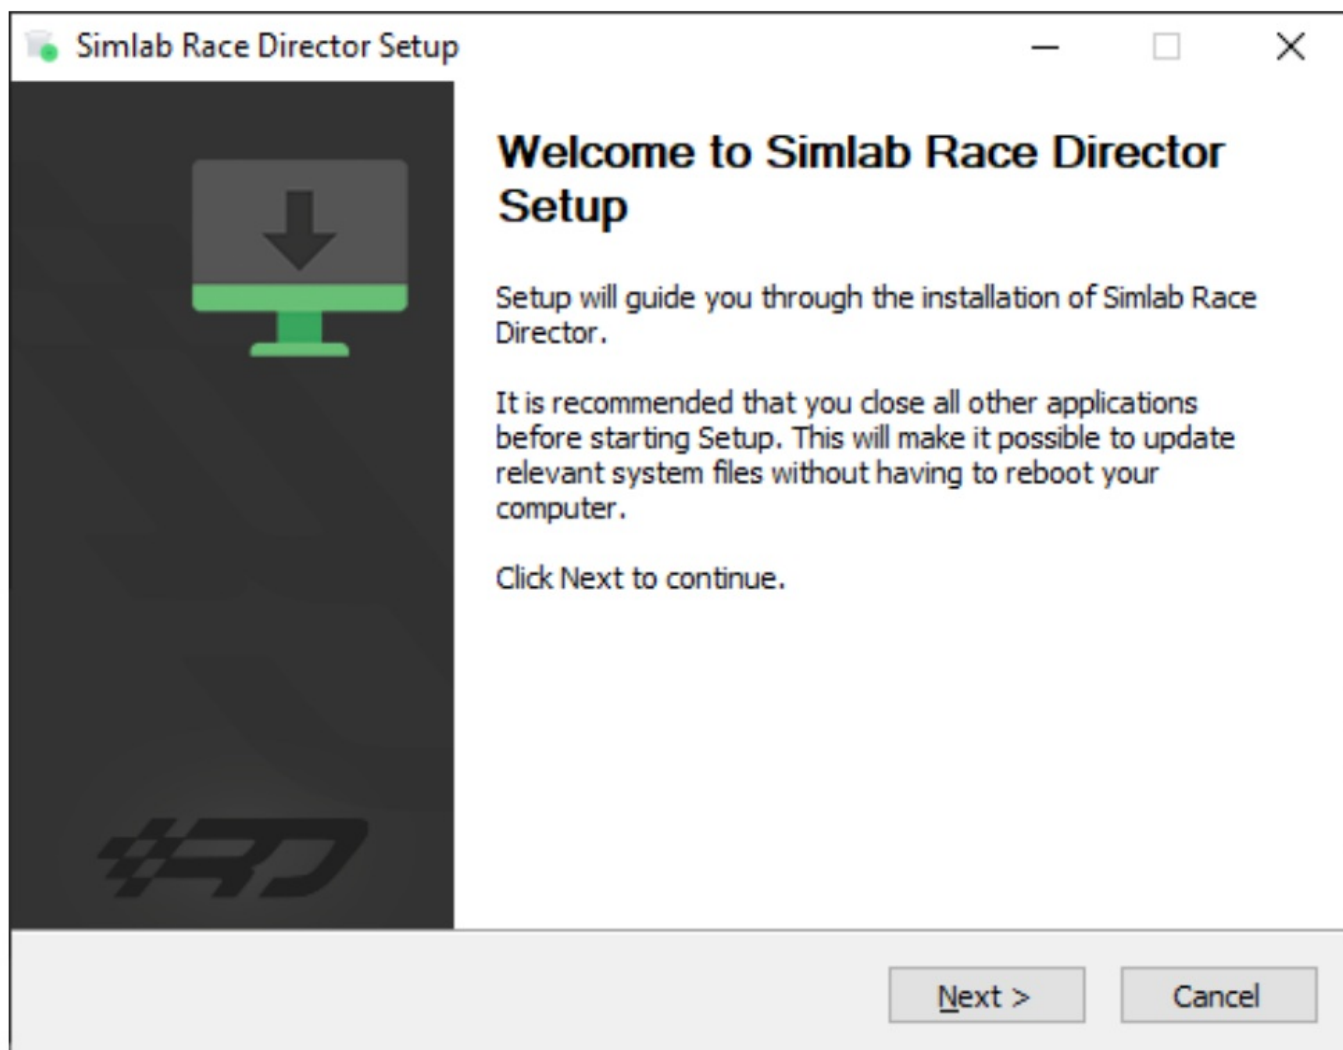 Simlab Race Director Setup
Welcome to Simlab Race Director
Setup
Setup will guide you through the installation of Simlab Race
Director.
It is recommended that you close all other applications
before starting Setup. This will make it possible to update
relevant system files without having to reboot your
computer.
Click Next to continue.
RD
Next >
Cancel